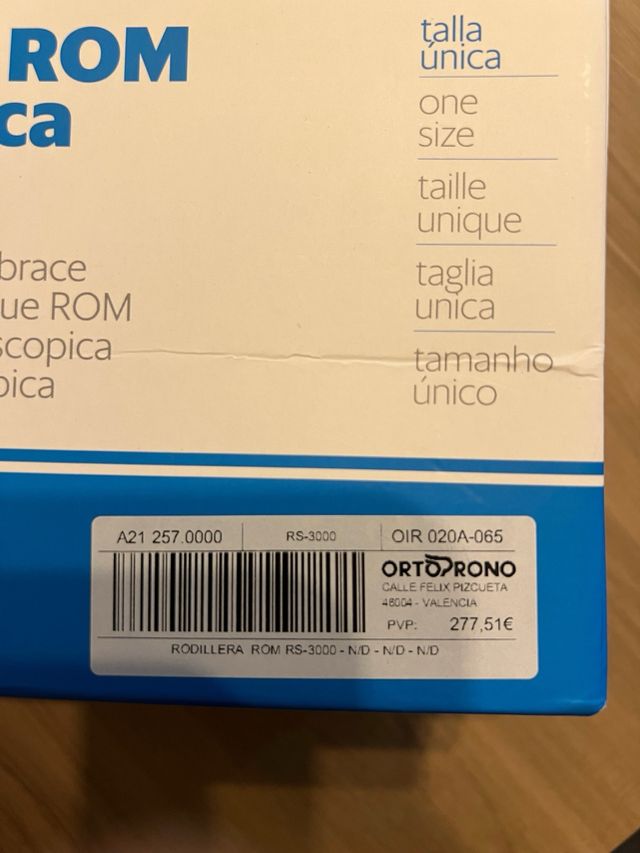 ROM
ca
brace
ue ROM
scopica
pica
talla
única
one
size
taille
unique
taglia
unica
tamanho
único
A21 257.0000
RS-3000
OIR 020A-065
ORTOPRONO
CALLE FELIX PIZCUETA
46004 - VALENCIA
PVP: 277,51€
RODILLERA ROM RS-3000 - N/D - N/D - N/D